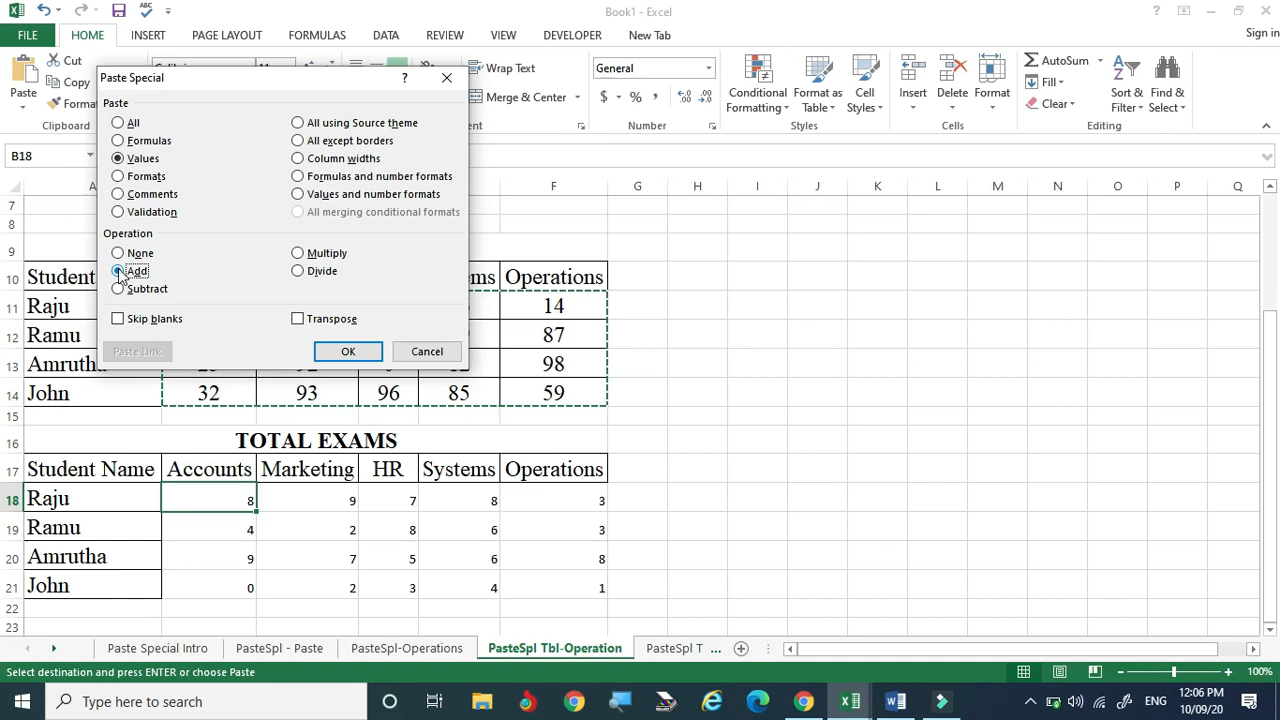 Book1 - Excel
FILE HOME INSERT PAGE LAYOUT FORMULAS DATA REVIEW VIEW DEVELOPER New Tab Sign in
Paste Cut Copy Wrap Text Merge & Center General Conditional Formatting Format as Table Cell Styles Insert Delete Format AutoSum Fill Clear Sort & Filter Find & Select
Clipboard Number Styles Cells Editing
B18
Paste Special
Paste
All All using Source theme
Formulas All except borders
Values Column widths
Formats Formulas and number formats
Comments Values and number formats
Validation All merging conditional formats
Operation
None Multiply
Add Divide
Subtract
Skip blanks Transpose
Paste Link OK Cancel
F G H I J K L M N O P Q
7
8
9
10 Student Operations
11 Raju 14
12 Ramu 87
13 Amrutha 98
14 John 32 93 96 85 59
15
16 TOTAL EXAMS
17 Student Name Accounts Marketing HR Systems Operations
18 Raju 8 9 7 8 3
19 Ramu 4 2 8 6 3
20 Amrutha 9 7 5 6 8
21 John 0 2 3 4 1
22
23
Paste Special Intro PasteSpl - Paste PasteSpl-Operations PasteSpl Tbl-Operation PasteSpl T ...
Select destination and press ENTER or choose Paste 100%
Type here to search ENG 12:06 PM
10/09/20